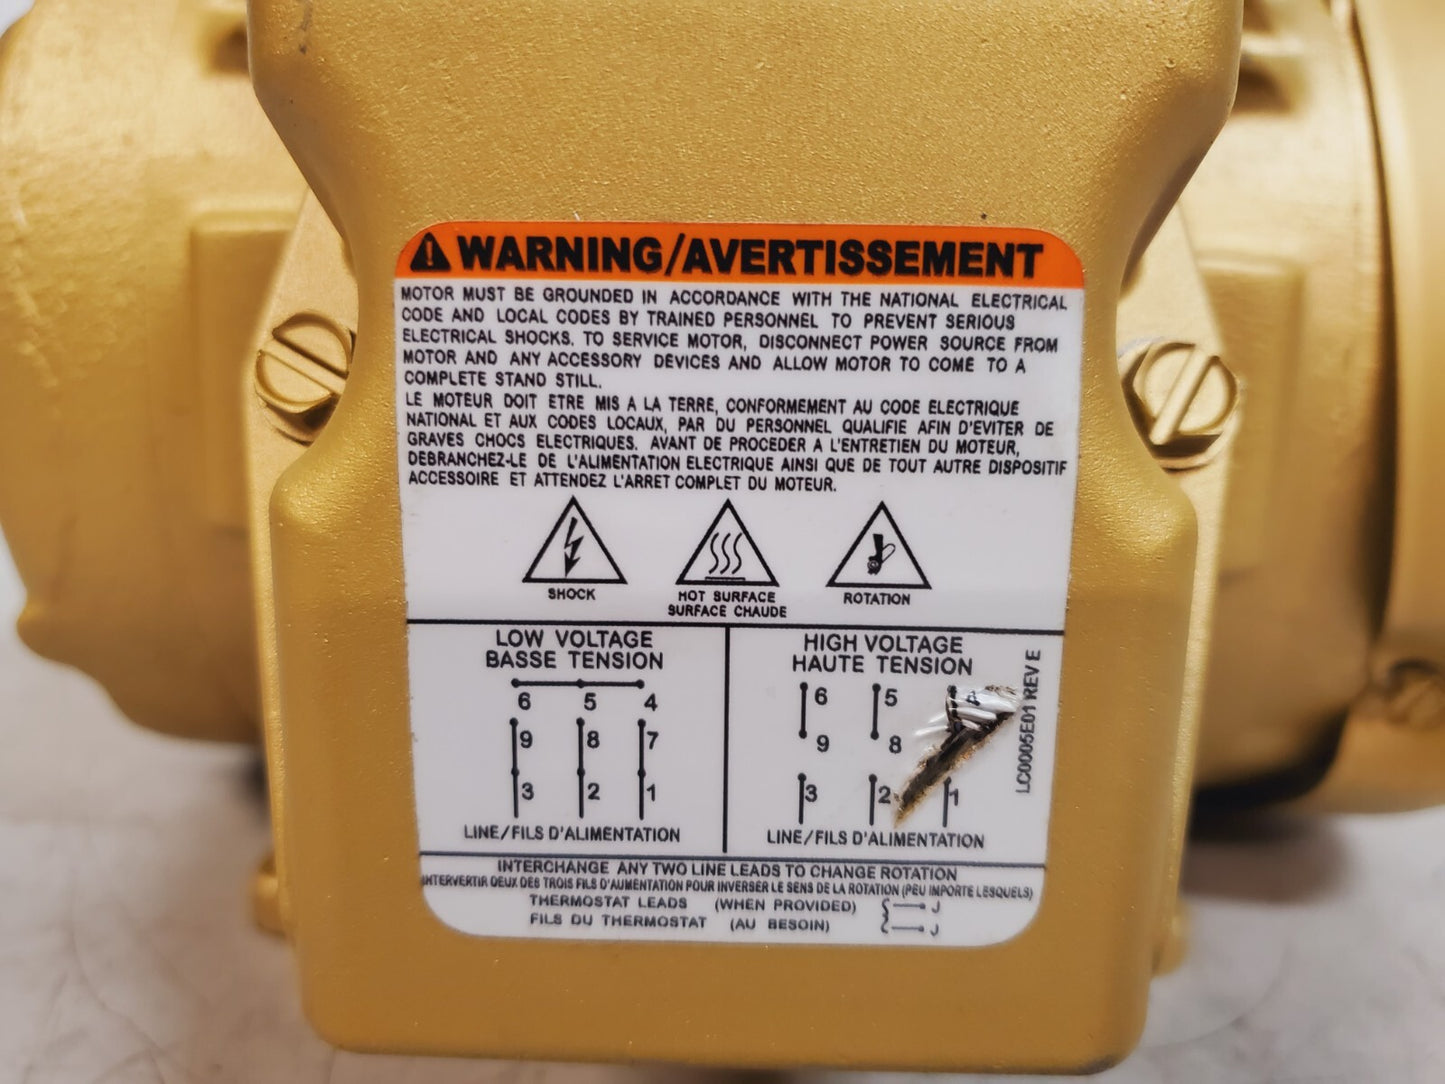 WARNING/AVERTISSEMENT
MOTOR MUST BE GROUNDED IN ACCORDANCE WITH THE NATIONAL ELECTRICAL
CODE AND LOCAL CODES BY TRAINED PERSONNEL TO PREVENT SERIOUS
ELECTRICAL SHOCKS. TO SERVICE MOTOR, DISCONNECT POWER SOURCE FROM
MOTOR AND ANY ACCESSORY DEVICES AND ALLOW MOTOR TO COME TO A
COMPLETE STAND STILL.
LE MOTEUR DOIT ETRE MIS A LA TERRE, CONFORMEMENT AU CODE ELECTRIQUE
NATIONAL ET AUX CODES LOCAUX, PAR DU PERSONNEL QUALIFIE AFIN D'EVITER DE
GRAVES CHOCS ELECTRIQUES. AVANT DE PROCEDER A L'ENTRETIEN DU MOTEUR,
DEBRANCHEZ-LE DE L'ALIMENTATION ELECTRIQUE AINSI QUE DE TOUT AUTRE DISPOSITIF
ACCESSOIRE ET ATTENDEZ L'ARRET COMPLET DU MOTEUR.
SHOCK
HOT SURFACE
SURFACE CHAUDE
ROTATION
LOW VOLTAGE
BASSE TENSION
6 5 4
9 8 7
3 2 1
LINE/FILS D'ALIMENTATION
HIGH VOLTAGE
HAUTE TENSION
6 5 4
9 8
3 2 1
LINE/FILS D'ALIMENTATION
LC0005E01 REV E
INTERCHANGE ANY TWO LINE LEADS TO CHANGE ROTATION
INTERVERTIR DEUX DES TROIS FILS D'AUMENTATION POUR INVERSER LE SENS DE LA ROTATION (PEU IMPORTE LESQUELS)
THERMOSTAT LEADS (WHEN PROVIDED) J
FILS DU THERMOSTAT (AU BESOIN) J